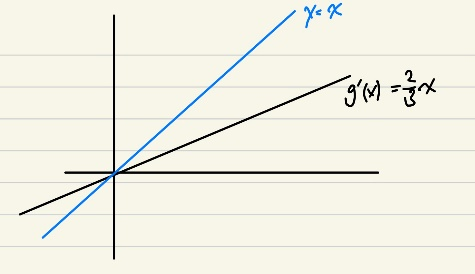 y = x
g'(x) = 2/3 x